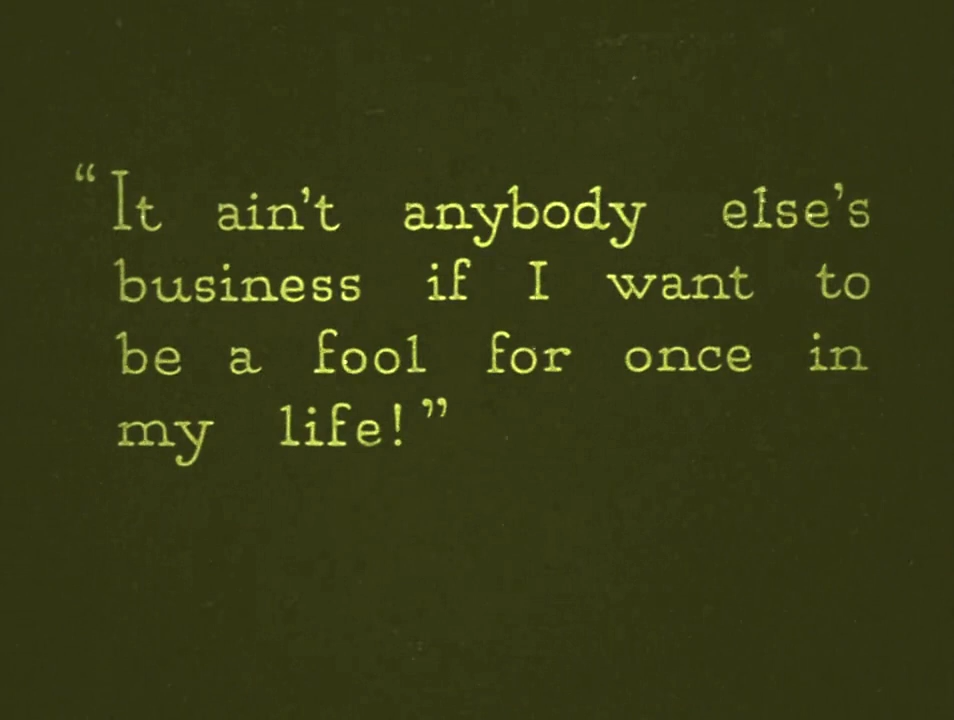 “It ain’t anybody else’s
business if I want to
be a fool for once in
my life!”